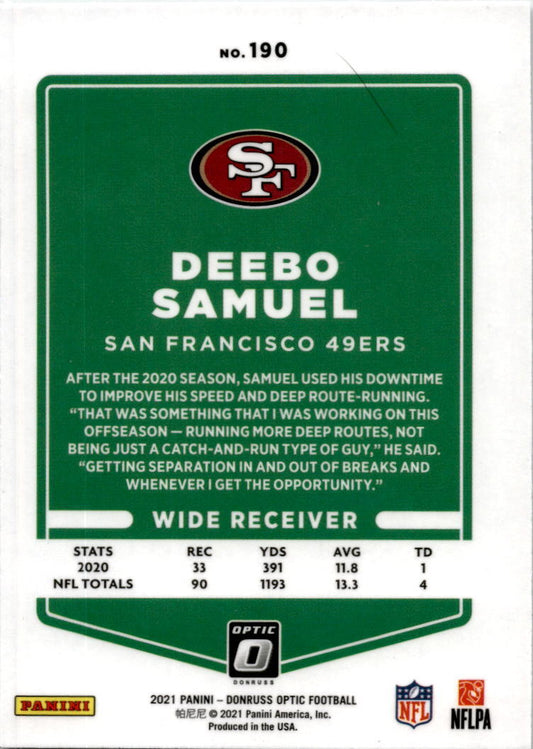 NO. 190
SF
DEEBO
SAMUEL
SAN FRANCISCO 49ERS
AFTER THE 2020 SEASON, SAMUEL USED HIS DOWNTIME
TO IMPROVE HIS SPEED AND DEEP ROUTE-RUNNING.
“THAT WAS SOMETHING THAT I WAS WORKING ON THIS
OFFSEASON — RUNNING MORE DEEP ROUTES, NOT
BEING JUST A CATCH-AND-RUN TYPE OF GUY,” HE SAID.
“GETTING SEPARATION IN AND OUT OF BREAKS AND
WHENEVER I GET THE OPPORTUNITY.”
WIDE RECEIVER
STATS REC YDS AVG TD
2020 33 391 11.8 1
NFL TOTALS 90 1193 13.3 4
OPTIC
O
DONRUSS
PANINI
2021 PANINI – DONRUSS OPTIC FOOTBALL
帕尼尼 © 2021 Panini America, Inc.
Produced in the USA.
NFL
NFLPA